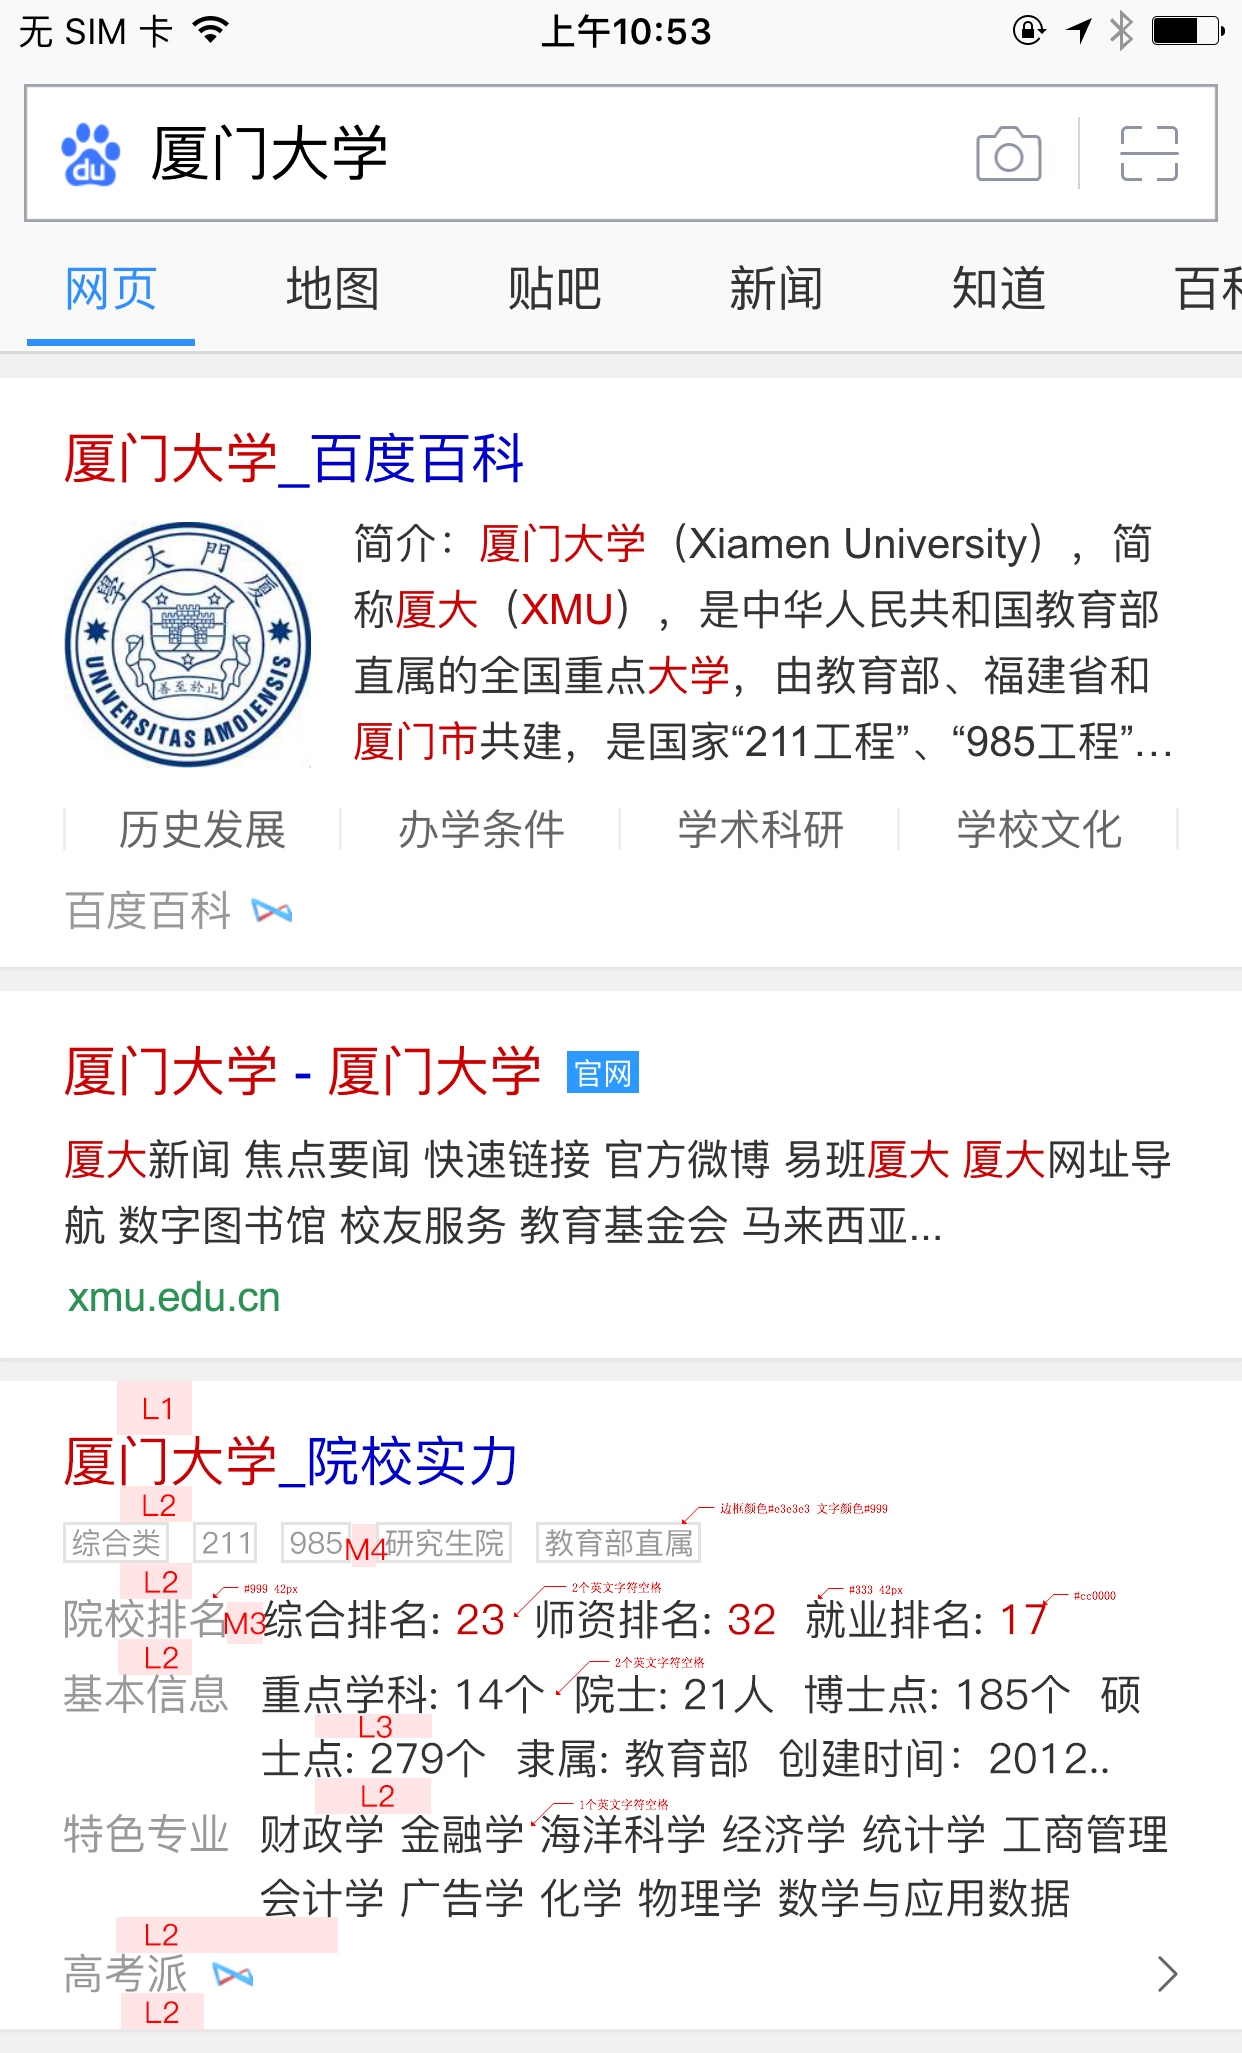 无 SIM 卡 上午10:53
du 厦门大学
网页 地图 贴吧 新闻 知道 百科
厦门大学_百度百科
厦門大學
UNIVERSITAS AMOIENSIS
简介：厦门大学（Xiamen University），简
称厦大（XMU），是中华人民共和国教育部
直属的全国重点大学，由教育部、福建省和
厦门市共建，是国家“211工程”、“985工程”...
历史发展 办学条件 学术科研 学校文化
百度百科
厦门大学 - 厦门大学 官网
厦大新闻 焦点要闻 快速链接 官方微博 易班厦大 厦大网址导
航 数字图书馆 校友服务 教育基金会 马来西亚...
xmu.edu.cn
L1
厦门大学_院校实力
L2 边框颜色#e3e3e3 文字颜色#999
综合类 211 985 M4 研究生院 教育部直属
L2 #999 42px 2个英文字符空格 #333 42px #cc0000
院校排名 M3 综合排名: 23 师资排名: 32 就业排名: 17
L2 2个英文字符空格
基本信息 重点学科: 14个 院士: 21人 博士点: 185个 硕
L3
士点: 279个 隶属: 教育部 创建时间：2012..
L2 1个英文字符空格
特色专业 财政学 金融学 海洋科学 经济学 统计学 工商管理
会计学 广告学 化学 物理学 数学与应用数据
L2
高考派
L2